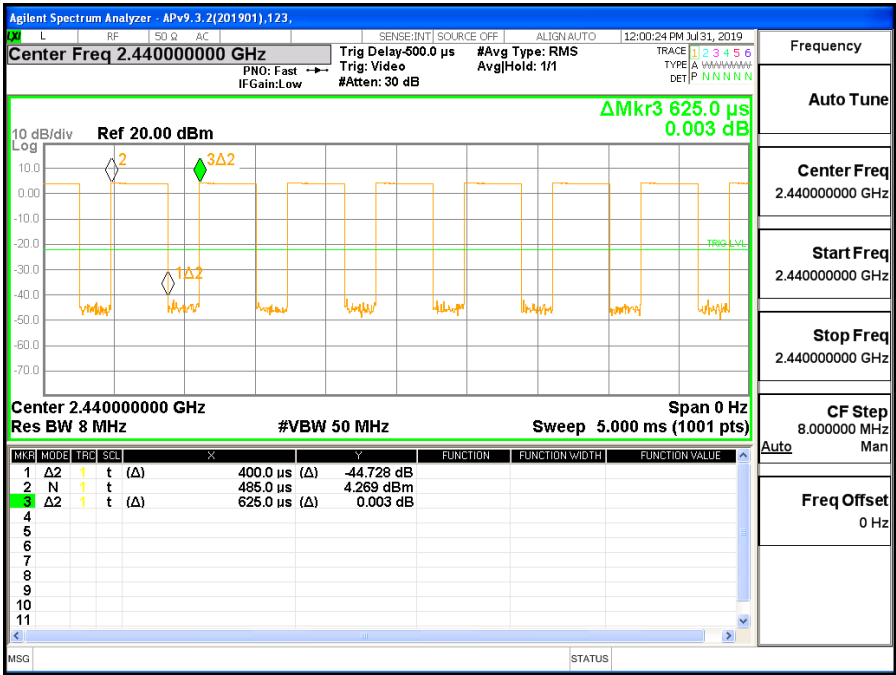 Agilent Spectrum Analyzer - APv9.3.2(201901),123,
LXI L RF 50 Ω AC SENSE:INT SOURCE OFF ALIGN AUTO 12:00:24 PM Jul 31, 2019
Center Freq 2.440000000 GHz
PNO: Fast
IFGain:Low
Trig Delay-500.0 µs
Trig: Video
#Atten: 30 dB
#Avg Type: RMS
Avg|Hold: 1/1
TRACE 1 2 3 4 5 6
TYPE A WWWWW
DET P N N N N N
ΔMkr3 625.0 µs
0.003 dB
10 dB/div Ref 20.00 dBm
Log
10.0
0.00
-10.0
-20.0
-30.0
-40.0
-50.0
-60.0
-70.0
2
3Δ2
1Δ2
TRIG LVL
Center 2.440000000 GHz Span 0 Hz
Res BW 8 MHz #VBW 50 MHz Sweep 5.000 ms (1001 pts)
MKR MODE TRC SCL X Y FUNCTION FUNCTION WIDTH FUNCTION VALUE
1 Δ2 1 t (Δ) 400.0 µs (Δ) -44.728 dB
2 N 1 t 485.0 µs 4.269 dBm
3 Δ2 1 t (Δ) 625.0 µs (Δ) 0.003 dB
4
5
6
7
8
9
10
11
MSG STATUS
Frequency
Auto Tune
Center Freq
2.440000000 GHz
Start Freq
2.440000000 GHz
Stop Freq
2.440000000 GHz
CF Step
8.000000 MHz
Auto Man
Freq Offset
0 Hz